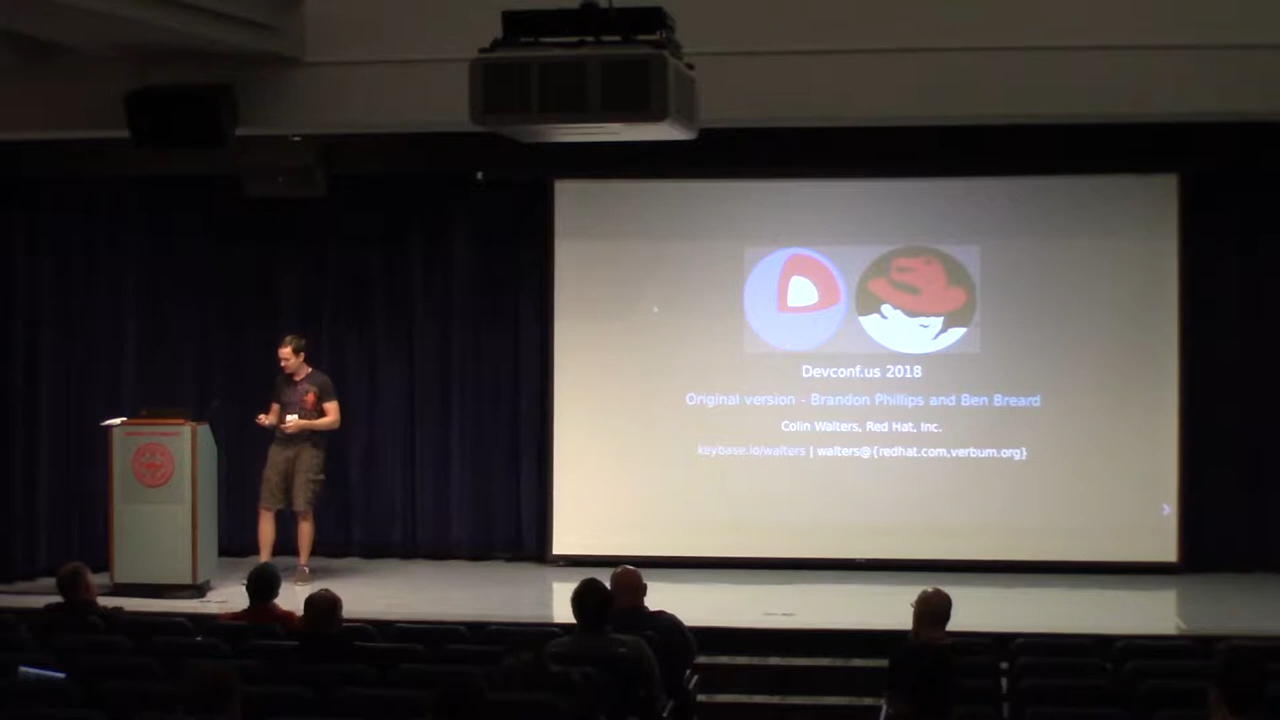 Devconf.us 2018
Original version - Brandon Phillips and Ben Breard
Colin Walters, Red Hat, Inc.
keybase.io/walters | walters@{redhat.com,verbum.org}